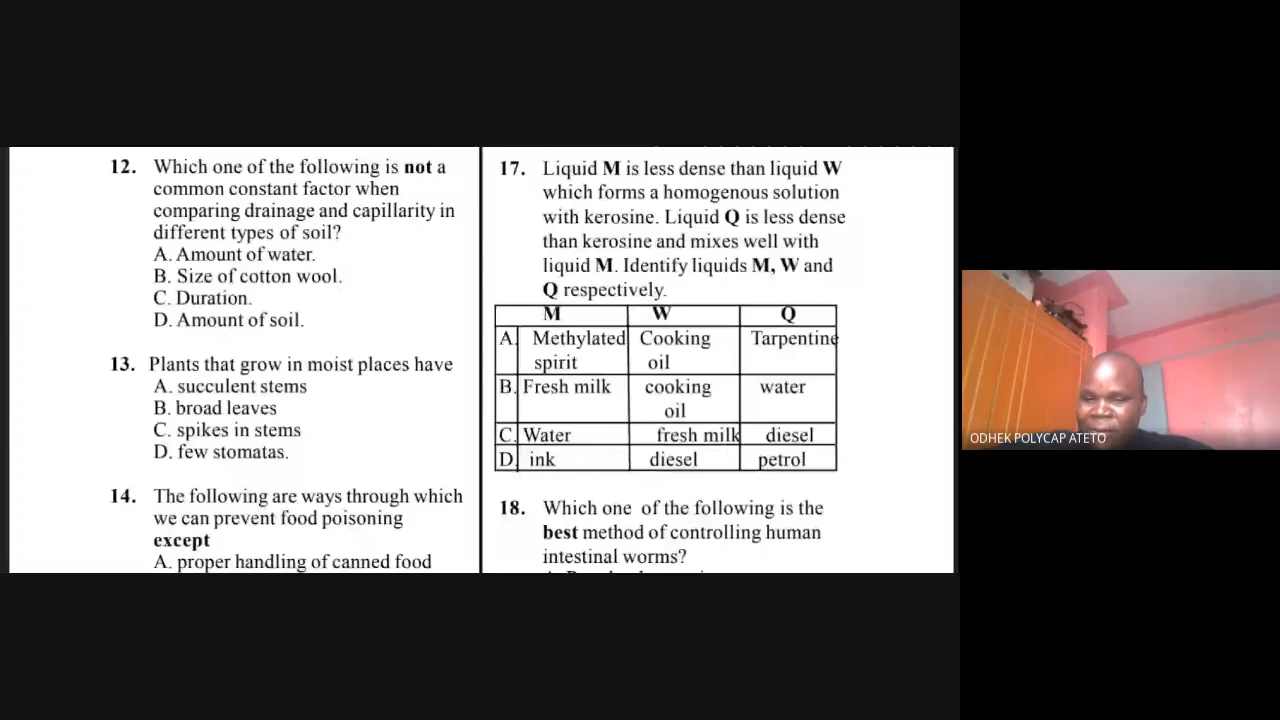 12. Which one of the following is not a
common constant factor when
comparing drainage and capillarity in
different types of soil?
A. Amount of water.
B. Size of cotton wool.
C. Duration.
D. Amount of soil.
13. Plants that grow in moist places have
A. succulent stems
B. broad leaves
C. spikes in stems
D. few stomatas.
14. The following are ways through which
we can prevent food poisoning
except
A. proper handling of canned food
17. Liquid M is less dense than liquid W
which forms a homogenous solution
with kerosine. Liquid Q is less dense
than kerosine and mixes well with
liquid M. Identify liquids M, W and
Q respectively.
M W Q
A. Methylated Cooking Tarpentine
spirit oil
B. Fresh milk cooking water
oil
C. Water fresh milk diesel
D. ink diesel petrol
18. Which one of the following is the
best method of controlling human
intestinal worms?
ODHEK POLYCAP ATETO